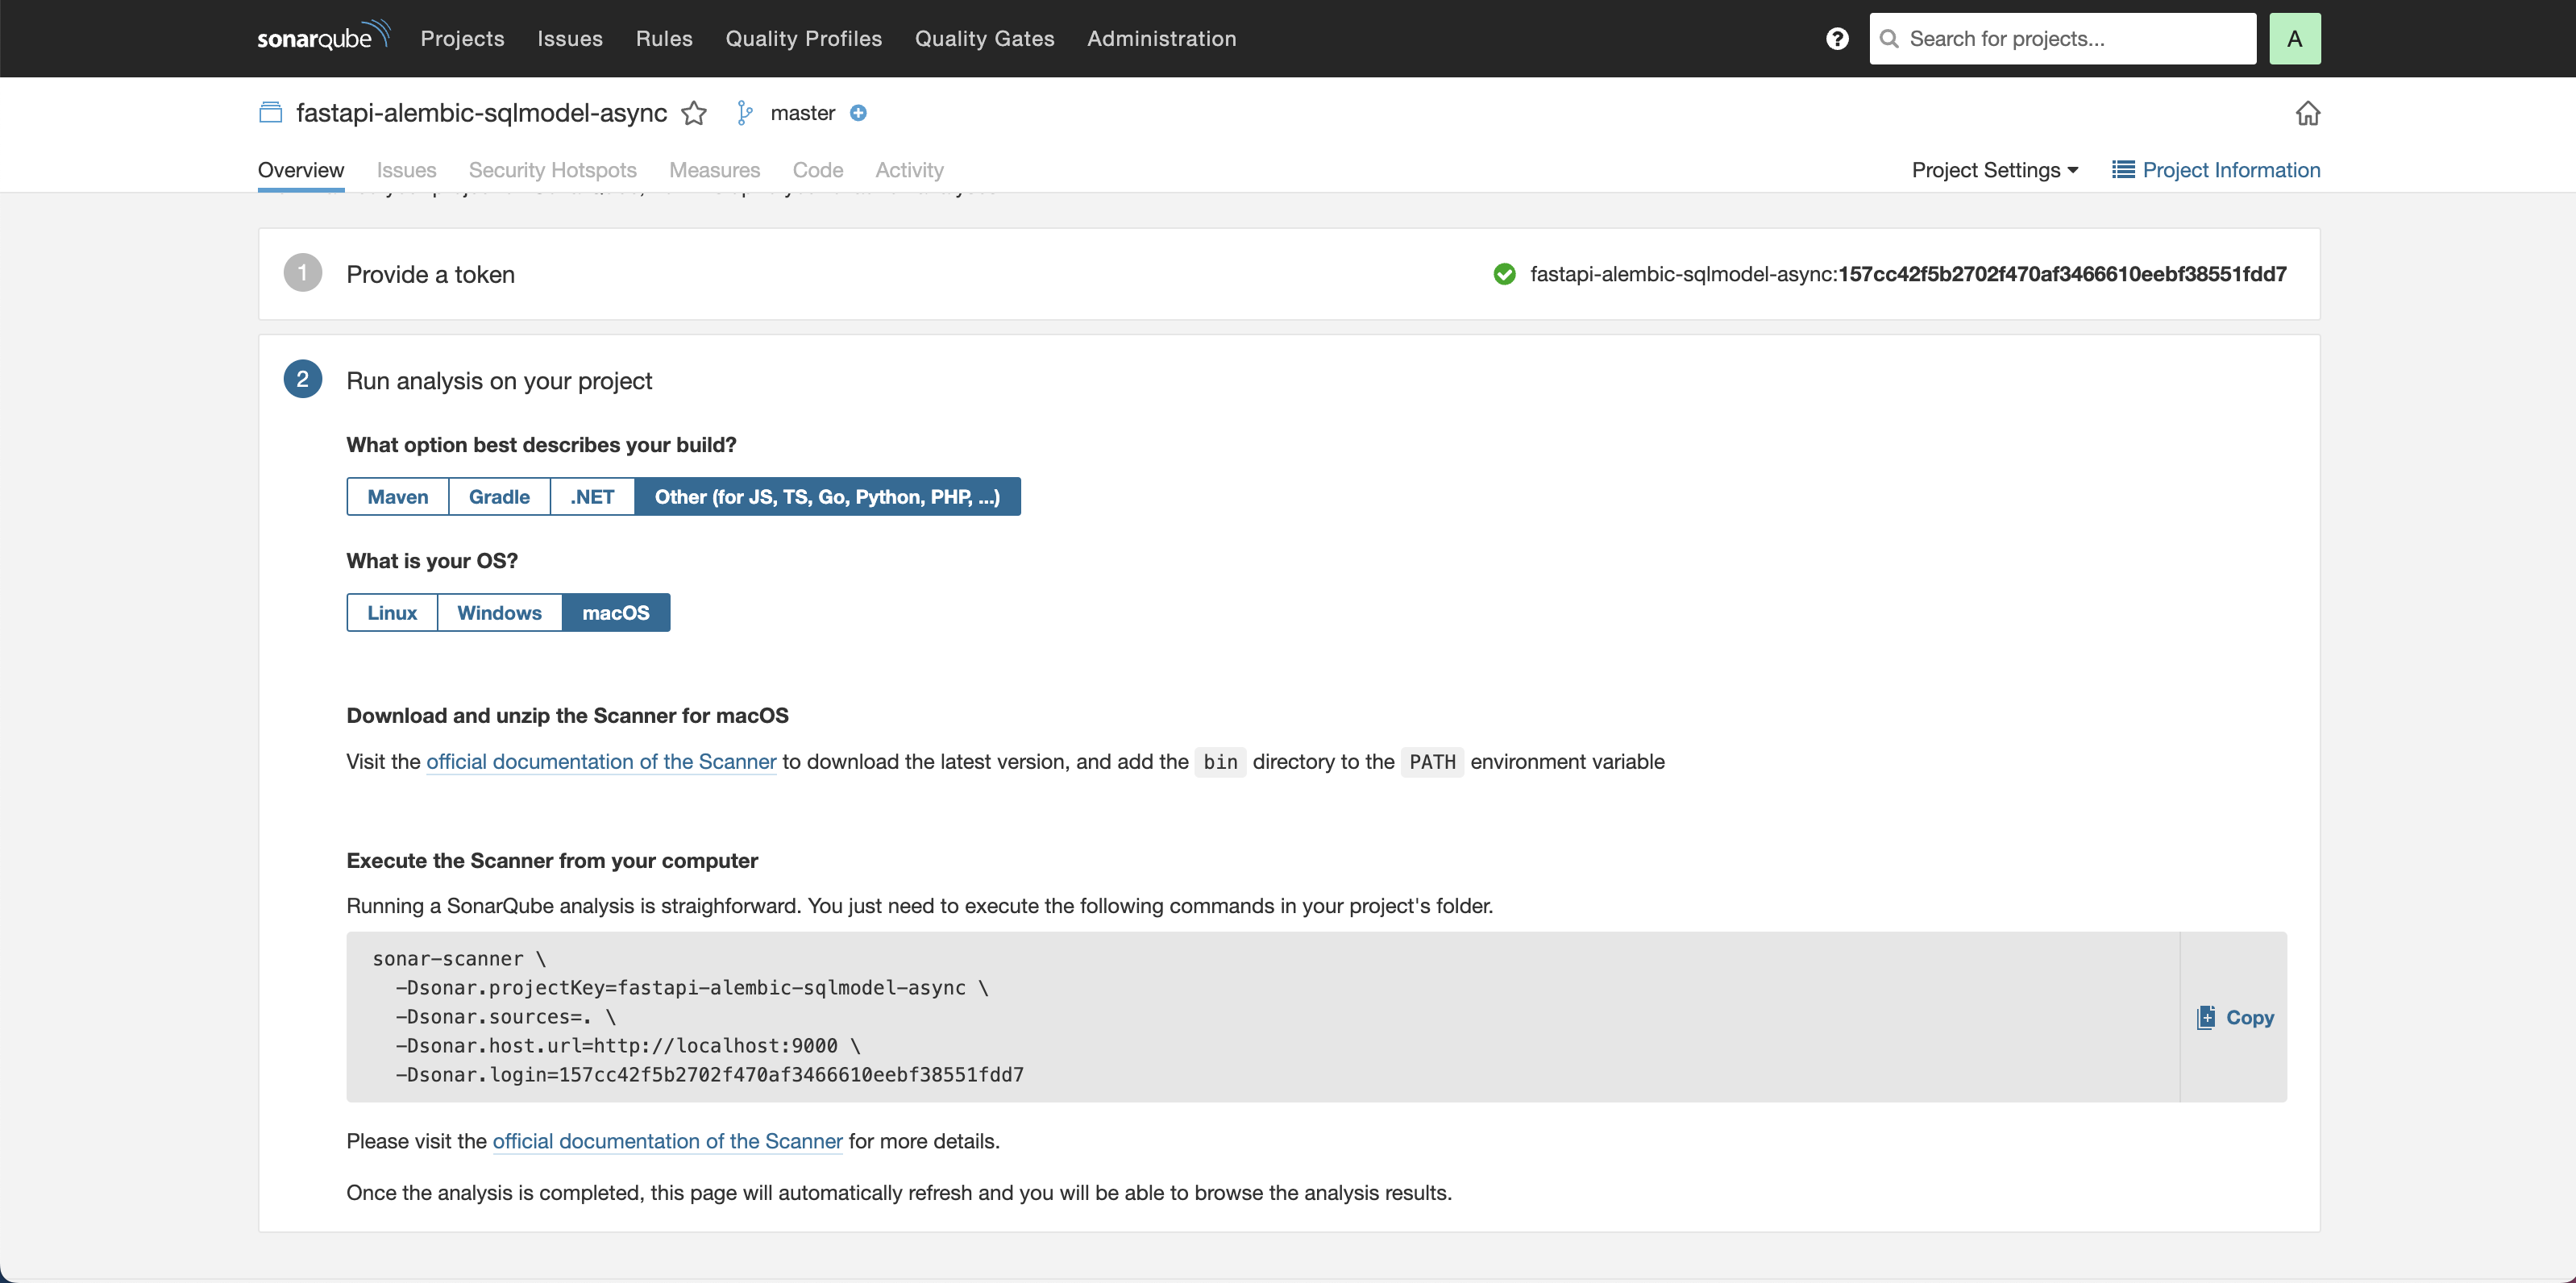 sonarqube Projects Issues Rules Quality Profiles Quality Gates Administration Search for projects... A
fastapi-alembic-sqlmodel-async master
Overview Issues Security Hotspots Measures Code Activity Project Settings Project Information
1 Provide a token fastapi-alembic-sqlmodel-async:157cc42f5b2702f470af3466610eebf38551fdd7
2 Run analysis on your project
What option best describes your build?
Maven Gradle .NET Other (for JS, TS, Go, Python, PHP, ...)
What is your OS?
Linux Windows macOS
Download and unzip the Scanner for macOS
Visit the official documentation of the Scanner to download the latest version, and add the bin directory to the PATH environment variable
Execute the Scanner from your computer
Running a SonarQube analysis is straighforward. You just need to execute the following commands in your project's folder.
sonar-scanner \
-Dsonar.projectKey=fastapi-alembic-sqlmodel-async \
-Dsonar.sources=. \
-Dsonar.host.url=http://localhost:9000 \
-Dsonar.login=157cc42f5b2702f470af3466610eebf38551fdd7
Copy
Please visit the official documentation of the Scanner for more details.
Once the analysis is completed, this page will automatically refresh and you will be able to browse the analysis results.